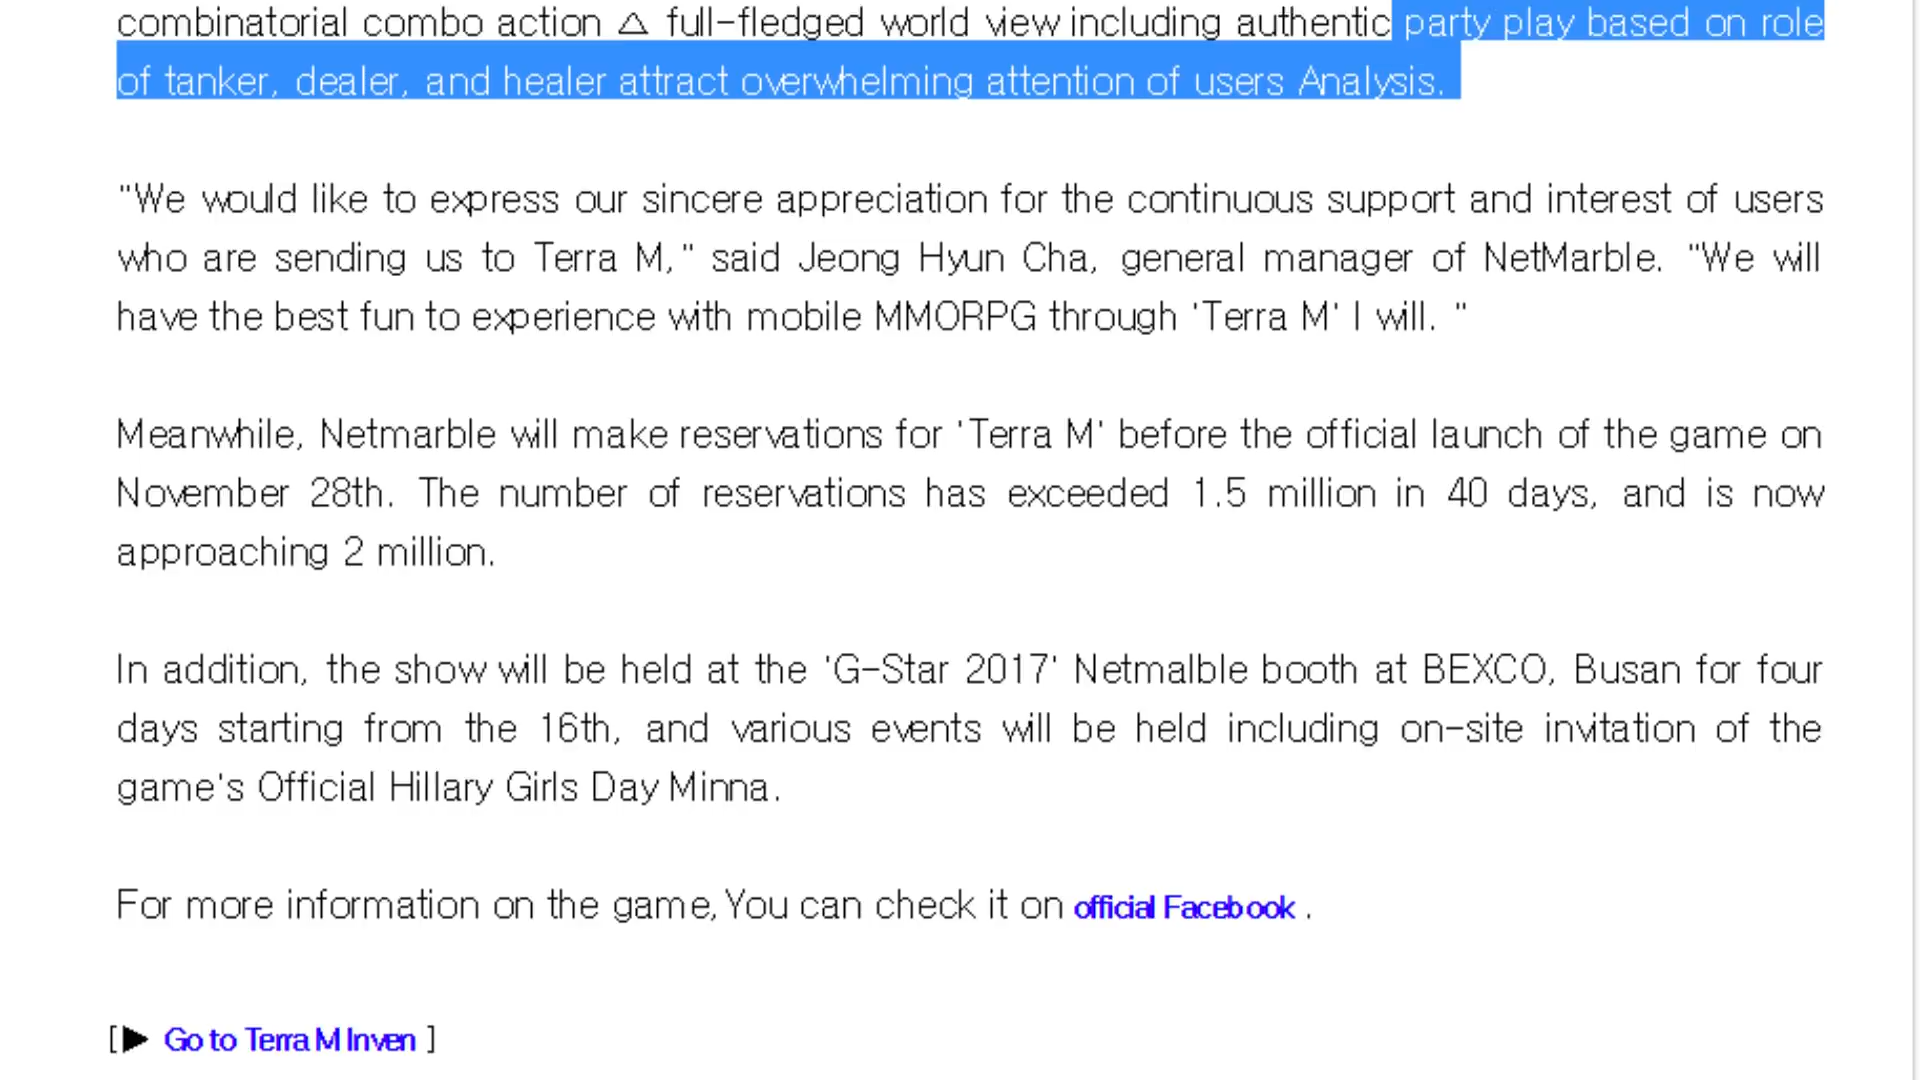 combinatorial combo action △ full-fledged world view including authentic party play based on role
of tanker, dealer, and healer attract overwhelming attention of users Analysis.
"We would like to express our sincere appreciation for the continuous support and interest of users
who are sending us to Terra M," said Jeong Hyun Cha, general manager of NetMarble. "We will
have the best fun to experience with mobile MMORPG through 'Terra M' I will. "
Meanwhile, Netmarble will make reservations for 'Terra M' before the official launch of the game on
November 28th. The number of reservations has exceeded 1.5 million in 40 days, and is now
approaching 2 million.
In addition, the show will be held at the 'G-Star 2017' Netmalble booth at BEXCO, Busan for four
days starting from the 16th, and various events will be held including on-site invitation of the
game's Official Hillary Girls Day Minna.
For more information on the game, You can check it on official Facebook .
[▶ Go to Terra M Inven ]